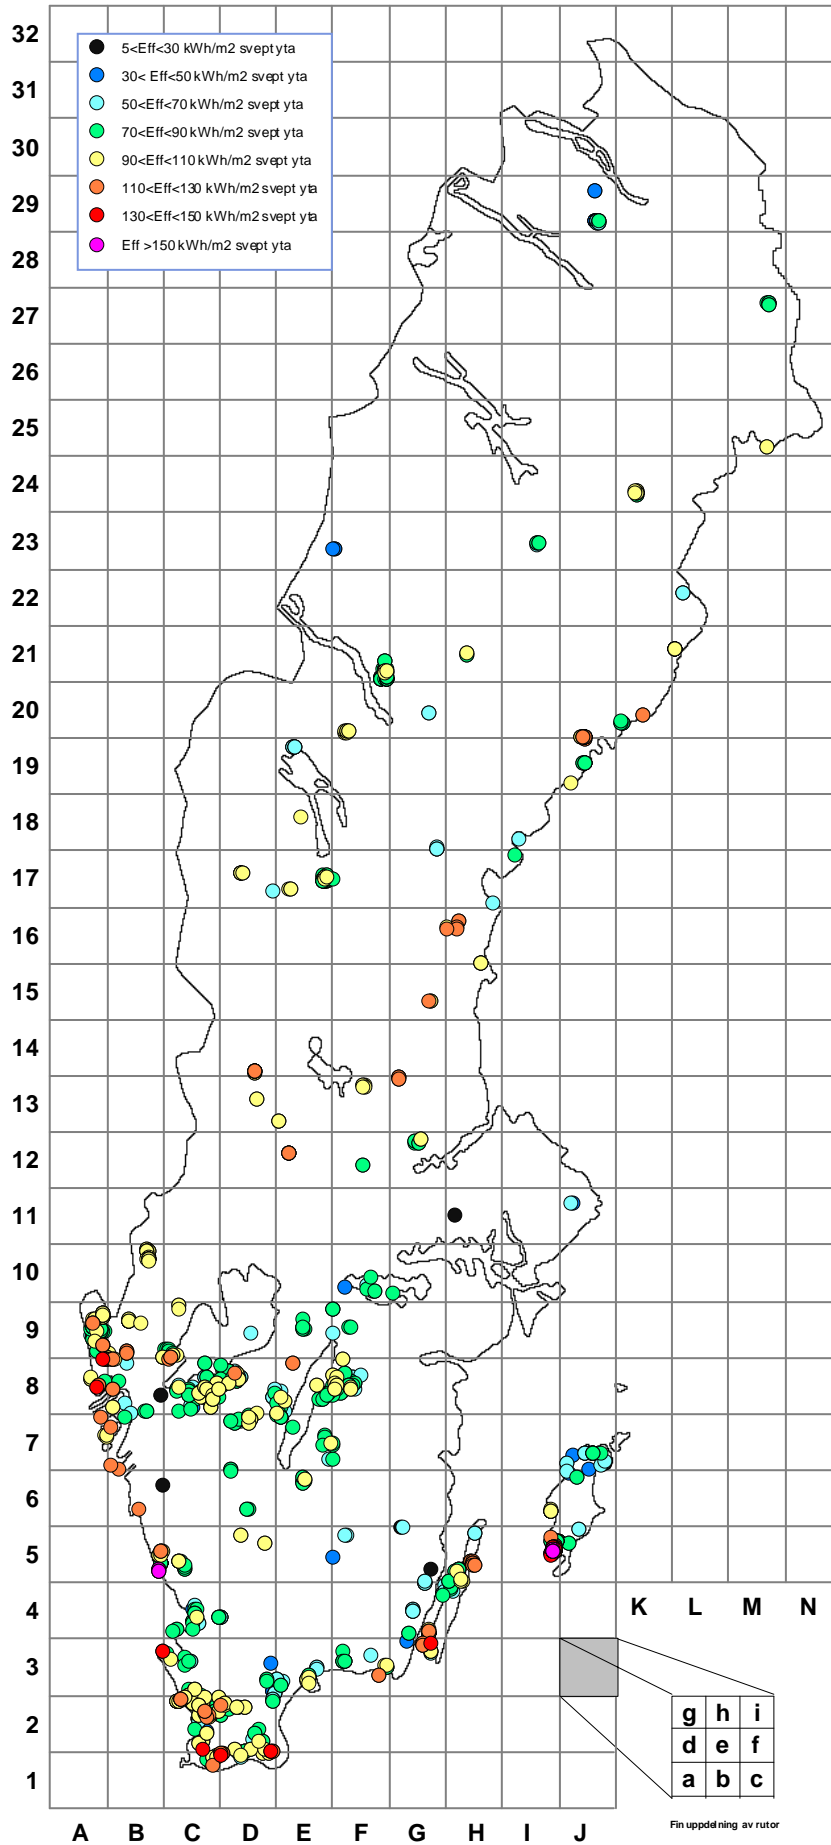 32
5<Eff<30 kWh/m2 svept yta
30< Eff<50 kWh/m2 svept yta
31
50<Eff<70 kWh/m2 svept yta
70<Eff<90 kWh/m2 svept yta
30
90<Eff<110 kWh/m2 svept yta
110<Eff<130 kWh/m2 svept yta
29
130<Eff<150 kWh/m2 svept yta
Eff >150 kWh/m2 svept yta
28
27
26
25
24
23
22
21
20
19
18
17
16
15
14
13
12
11
10
9
8
7
6
5
4
K L M N
3
g h i
2
d e f
a b c
1
Fin uppdelning av rutor
A B C D E F G H I J